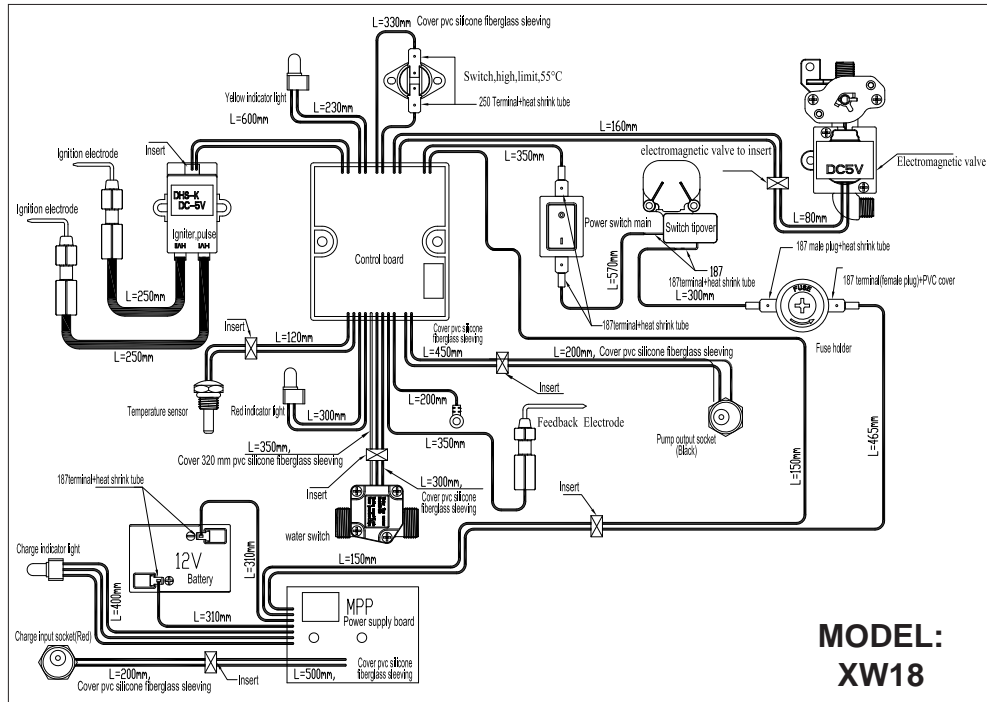 L=330mm
Cover pvc silicone fiberglass sleeving
Switch,high,limit,55°C
250 Terminal+heat shrink tube
Yellow indicator light
L=230mm
L=600mm
L=160mm
L=350mm
electromagnetic valve to insert
DC5V
Electromagnetic valve
L=80mm
Ignition electrode
Insert
DHS-K
DC-5V
Ignition electrode
Igniter,pulse
HV HV
Control board
Power switch main
Switch tipover
187 male plug+heat shrink tube
L=570mm
187
187terminal+heat shrink tube
L=300mm
187 terminal(female plug)+PVC cover
FUSE
Fuse holder
187terminal+heat shrink tube
L=250mm
L=250mm
Insert
L=120mm
Cover pvc silicone
fiberglass sleeving
L=450mm
L=200mm, Cover pvc silicone fiberglass sleeving
Insert
Temperature sensor
Red indicator light
L=300mm
L=200mm
Feedback Electrode
Pump output socket
(Black)
L=465mm
L=350mm,
Cover 320 mm pvc silicone fiberglass sleeving
L=350mm
L=150mm
Insert
L=300mm,
Cover pvc silicone
fiberglass sleeving
Insert
water switch
187terminal+heat shrink tube
L=150mm
12V
Battery
L=310mm
Charge indicator light
L=400mm
L=310mm
MPP
Power supply board
Charge input socket(Red)
L=200mm,
Cover pvc silicone fiberglass sleeving
Insert
L=500mm,
Cover pvc silicone
fiberglass sleeving
MODEL:
XW18